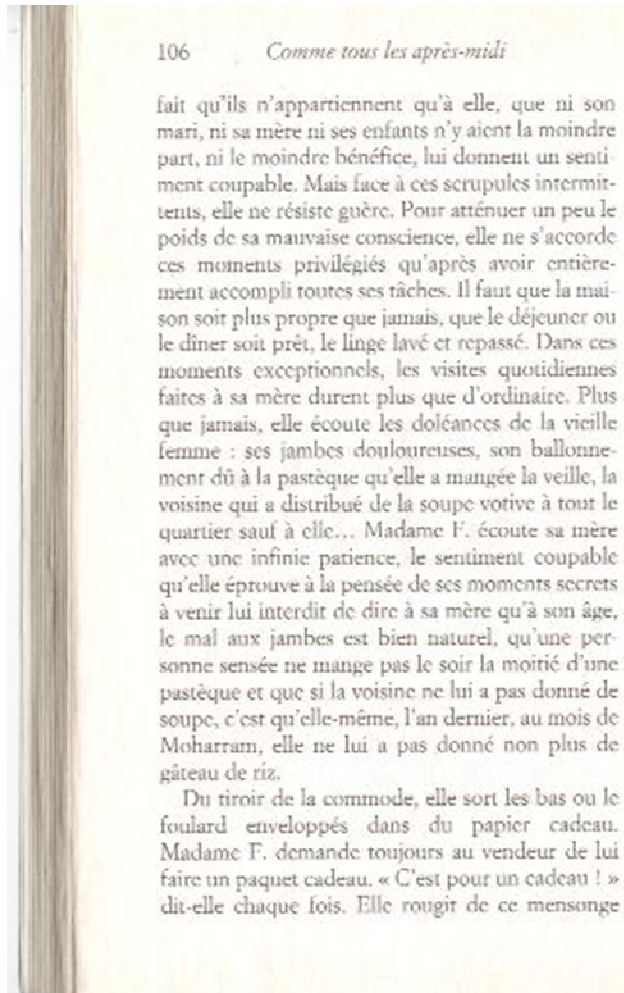 106 Comme tous les après-midi
fait qu'ils n'appartiennent qu'à elle, que ni son
mari, ni sa mère ni ses enfants n'y aient la moindre
part, ni le moindre bénéfice, lui donnent un senti-
ment coupable. Mais face à ces scrupules intermit-
tents, elle ne résiste guère. Pour atténuer un peu le
poids de sa mauvaise conscience, elle ne s'accorde
ces moments privilégiés qu'après avoir entière-
ment accompli toutes ses tâches. Il faut que la mai-
son soit plus propre que jamais, que le déjeuner ou
le dîner soit prêt, le linge lavé et repassé. Dans ces
moments exceptionnels, les visites quotidiennes
faites à sa mère durent plus que d'ordinaire. Plus
que jamais, elle écoute les doléances de la vieille
femme : ses jambes douloureuses, son ballonne-
ment dû à la pastèque qu'elle a mangée la veille, la
voisine qui a distribué de la soupe votive à tout le
quartier sauf à elle... Madame F. écoute sa mère
avec une infinie patience, le sentiment coupable
qu'elle éprouve à la pensée de ses moments secrets
à venir lui interdit de dire à sa mère qu'à son âge,
le mal aux jambes est bien naturel, qu'une per-
sonne sensée ne mange pas le soir la moitié d'une
pastèque et que si la voisine ne lui a pas donné de
soupe, c'est qu'elle-même, l'an dernier, au mois de
Moharram, elle ne lui a pas donné non plus de
gâteau de riz.
Du tiroir de la commode, elle sort les bas ou le
foulard enveloppés dans du papier cadeau.
Madame F. demande toujours au vendeur de lui
faire un paquet cadeau. « C'est pour un cadeau ! »
dit-elle chaque fois. Elle rougit de ce mensonge